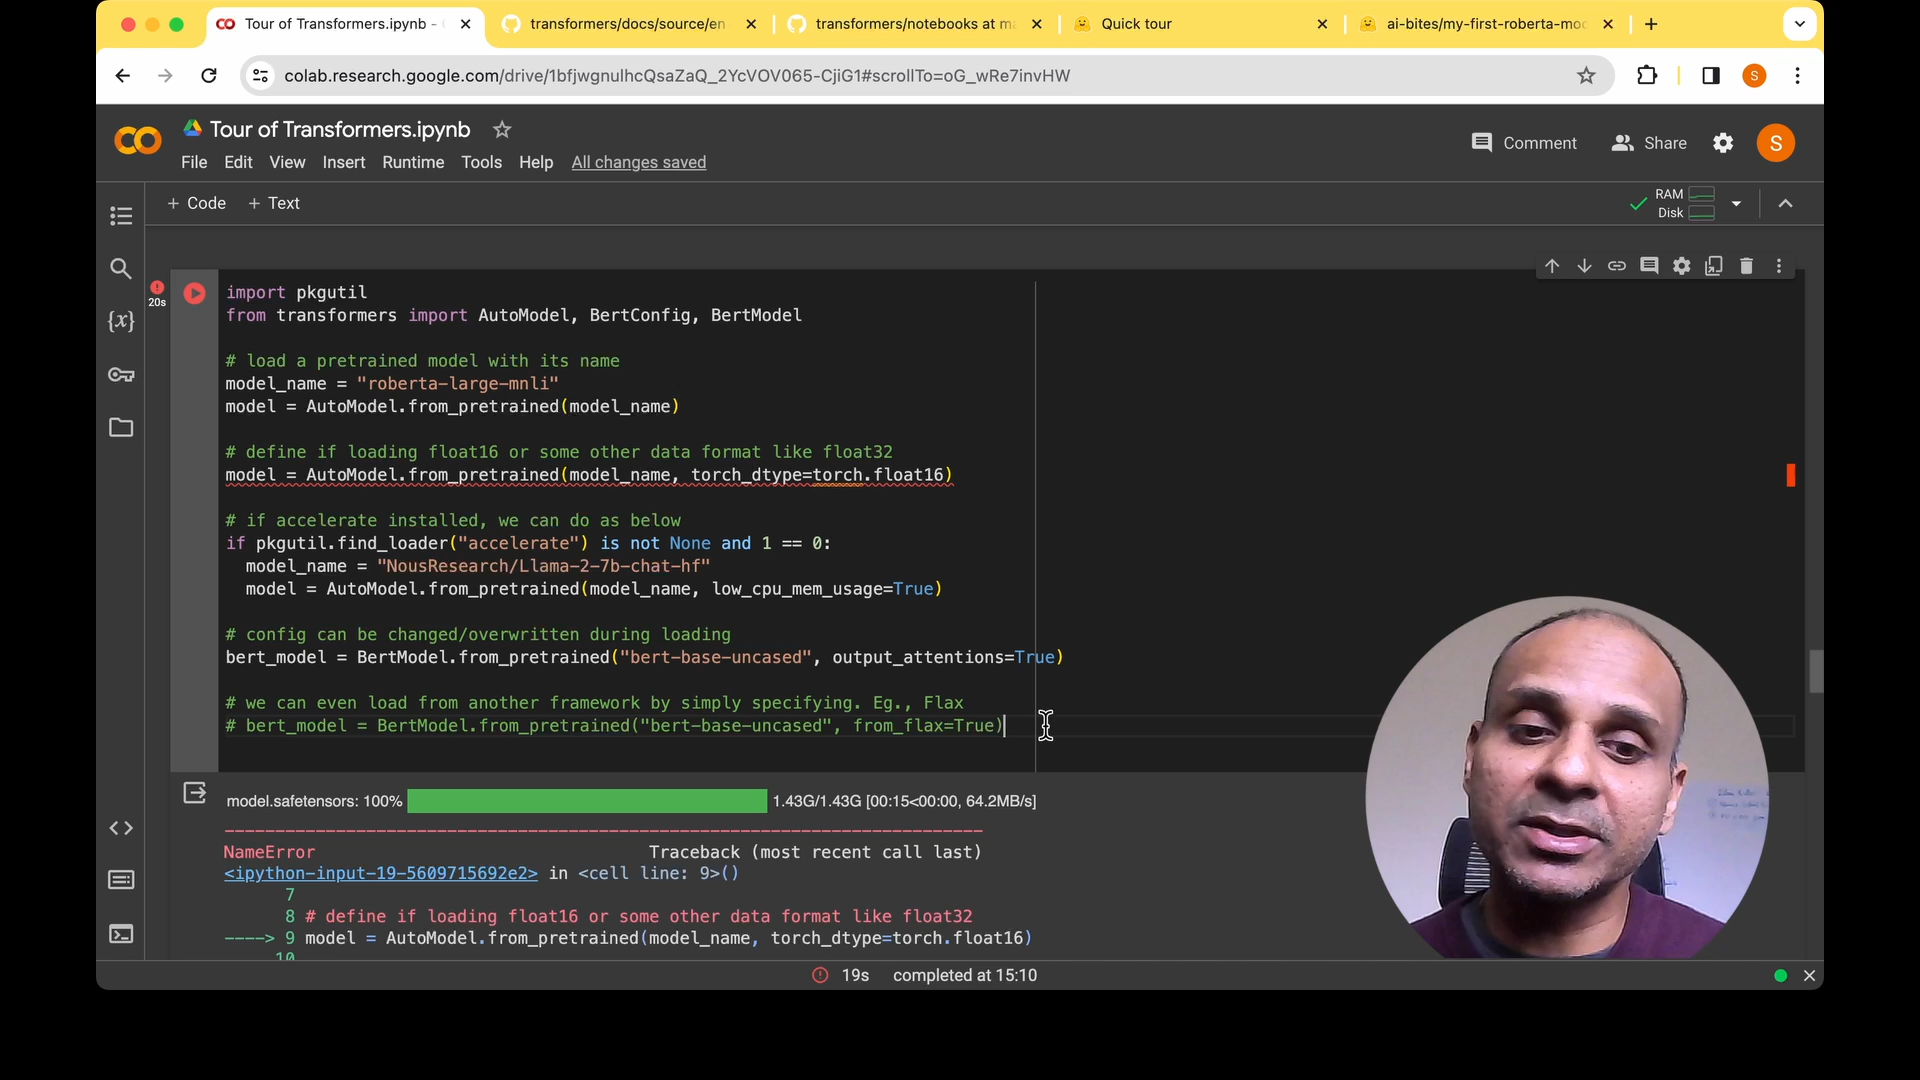 Tour of Transformers.ipynb -
transformers/docs/source/en
transformers/notebooks at ma
Quick tour
ai-bites/my-first-roberta-mod
colab.research.google.com/drive/1bfjwgnulhcQsaZaQ_2YcVOV065-CjiG1#scrollTo=oG_wRe7invHW
S
Tour of Transformers.ipynb
Comment
Share
S
File Edit View Insert Runtime Tools Help All changes saved
+ Code + Text
RAM
Disk
20s
{x}
import pkgutil
from transformers import AutoModel, BertConfig, BertModel
# load a pretrained model with its name
model_name = "roberta-large-mnli"
model = AutoModel.from_pretrained(model_name)
# define if loading float16 or some other data format like float32
model = AutoModel.from_pretrained(model_name, torch_dtype=torch.float16)
# if accelerate installed, we can do as below
if pkgutil.find_loader("accelerate") is not None and 1 == 0:
  model_name = "NousResearch/Llama-2-7b-chat-hf"
  model = AutoModel.from_pretrained(model_name, low_cpu_mem_usage=True)
# config can be changed/overwritten during loading
bert_model = BertModel.from_pretrained("bert-base-uncased", output_attentions=True)
# we can even load from another framework by simply specifying. Eg., Flax
# bert_model = BertModel.from_pretrained("bert-base-uncased", from_flax=True)
model.safetensors: 100% 1.43G/1.43G [00:15<00:00, 64.2MB/s]
NameError Traceback (most recent call last)
<ipython-input-19-5609715692e2> in <cell line: 9>()
7
8 # define if loading float16 or some other data format like float32
----> 9 model = AutoModel.from_pretrained(model_name, torch_dtype=torch.float16)
10
19s completed at 15:10